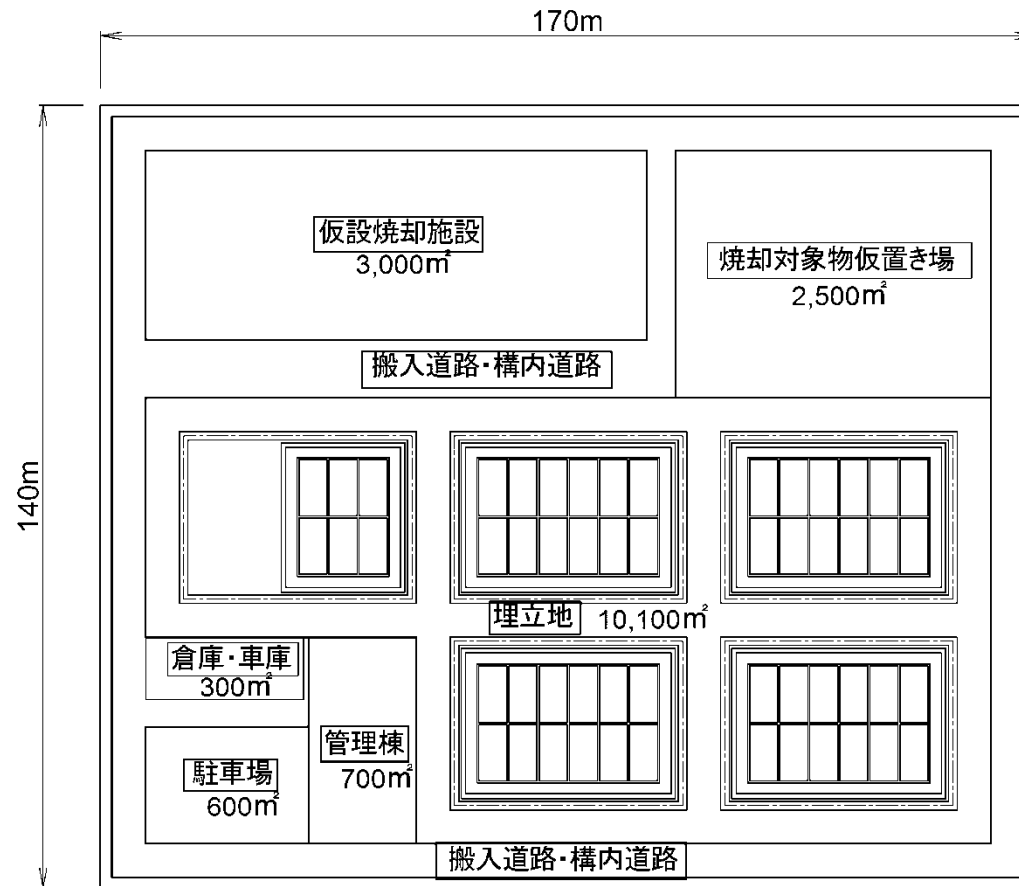 170m
140m
仮設焼却施設
3,000㎡
焼却対象物仮置き場
2,500㎡
搬入道路・構内道路
埋立地 10,100㎡
倉庫・車庫
300㎡
管理棟
700㎡
駐車場
600㎡
搬入道路・構内道路